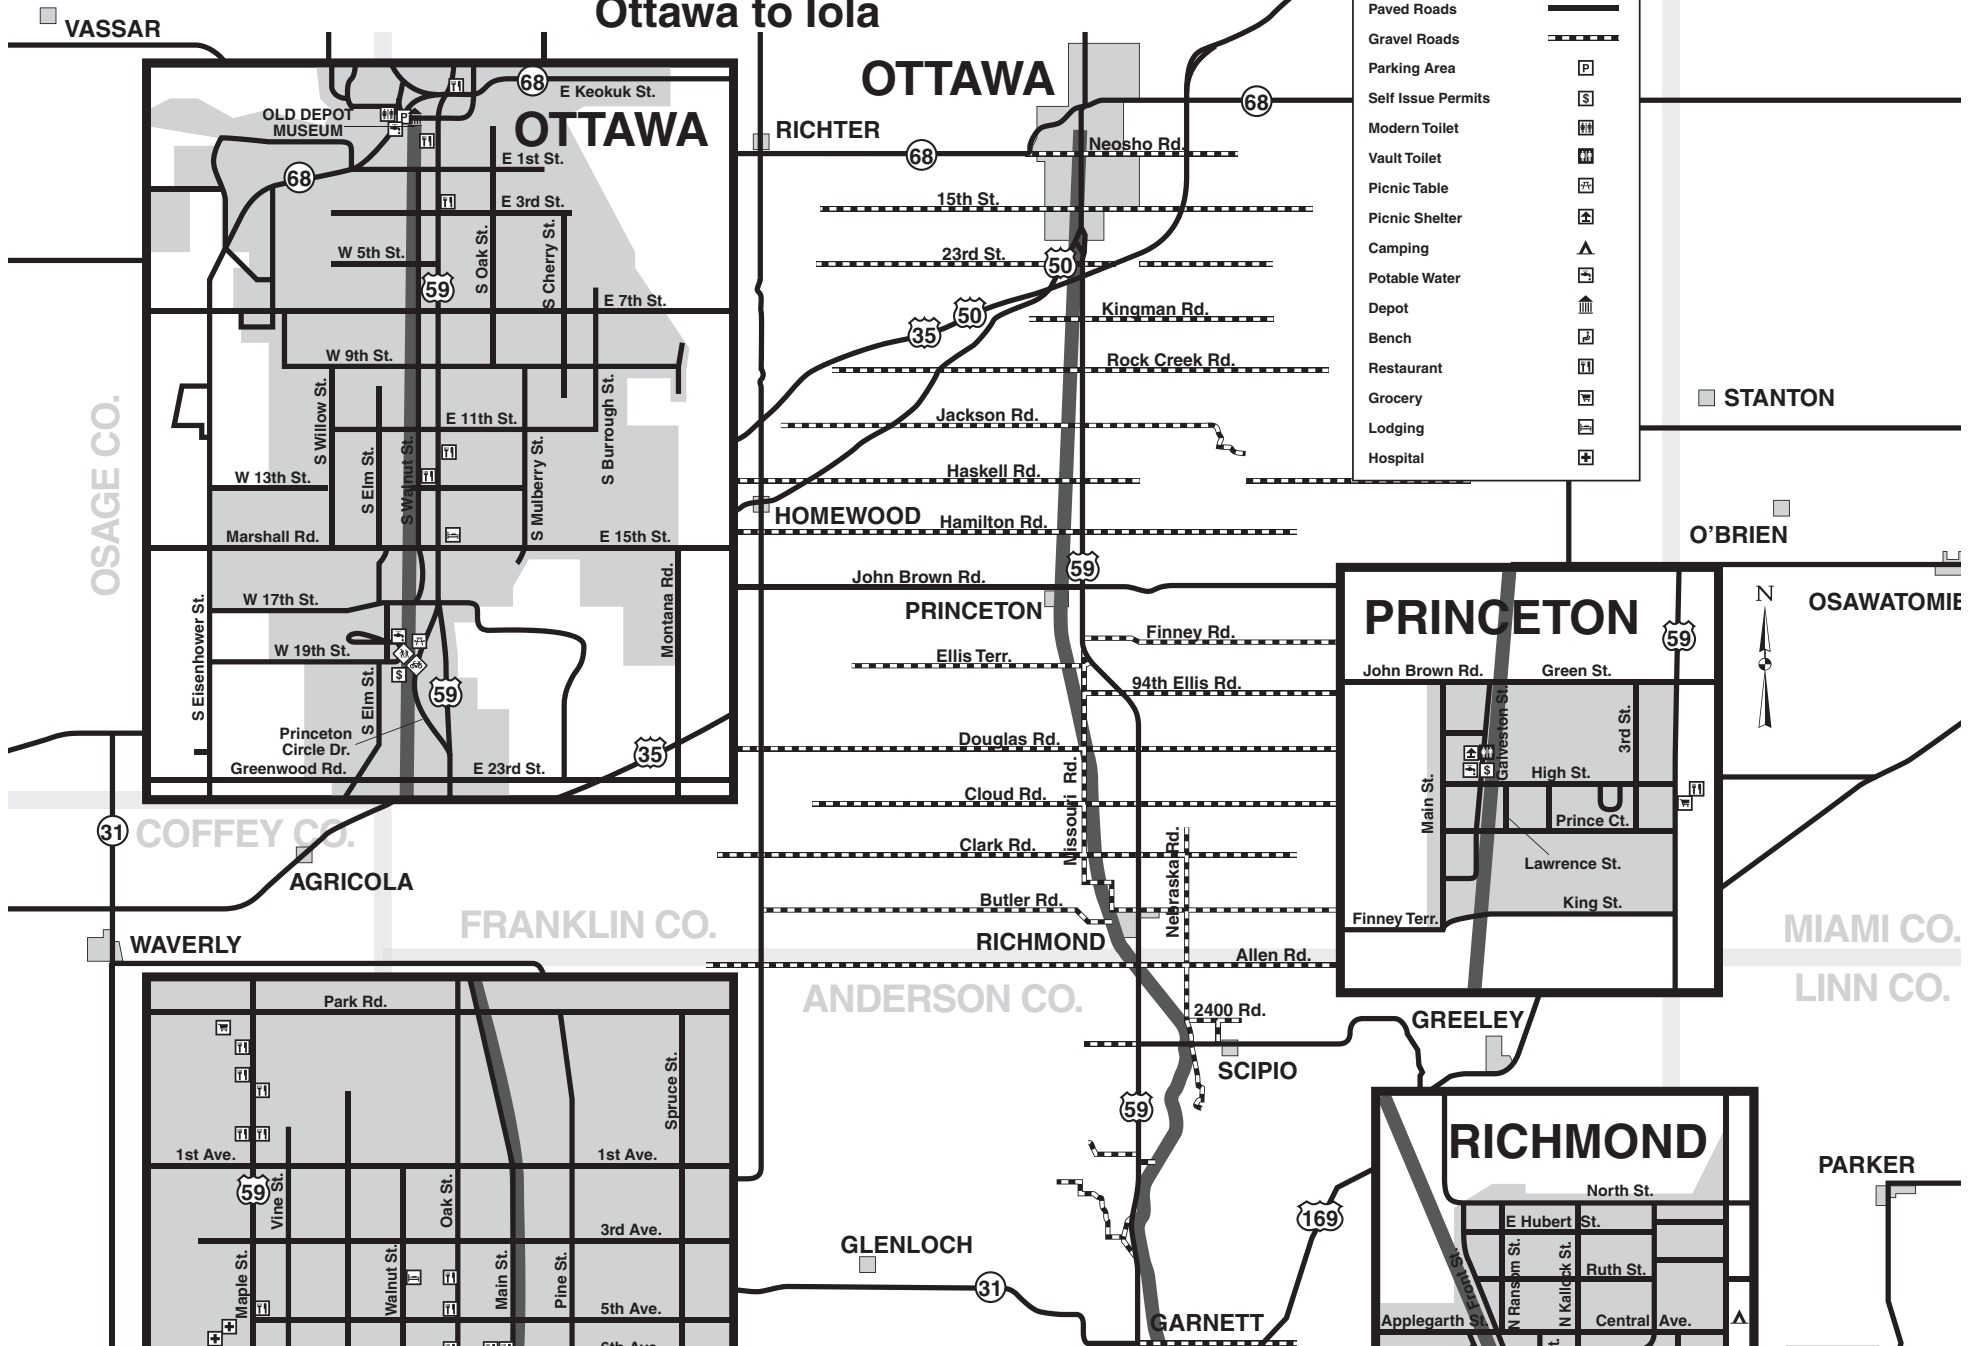 Ottawa to Iola
VASSAR
OTTAWA
68
RICHTER
68
Neosho Rd.
15th St.
23rd St.
50
Kingman Rd.
50
35
Rock Creek Rd.
Jackson Rd.
Haskell Rd.
HOMEWOOD
Hamilton Rd.
59
John Brown Rd.
PRINCETON
Finney Rd.
Ellis Terr.
94th Ellis Rd.
Douglas Rd.
Missouri Rd.
Cloud Rd.
Clark Rd.
Nebraska Rd.
Butler Rd.
RICHMOND
Allen Rd.
2400 Rd.
SCIPIO
GREELEY
59
169
GLENLOCH
31
GARNETT
OSAGE CO.
COFFEY CO.
31
AGRICOLA
FRANKLIN CO.
ANDERSON CO.
WAVERLY
MIAMI CO.
LINN CO.
PARKER
STANTON
O'BRIEN
OSAWATOMIE
N
Paved Roads
Gravel Roads
Parking Area
P
Self Issue Permits
$
Modern Toilet
Vault Toilet
Picnic Table
Picnic Shelter
Camping
Potable Water
Depot
Bench
Restaurant
Grocery
Lodging
Hospital
68
E Keokuk St.
OLD DEPOT
MUSEUM
P
OTTAWA
E 1st St.
68
E 3rd St.
W 5th St.
S Oak St.
S Cherry St.
59
E 7th St.
W 9th St.
S Willow St.
S Burrough St.
E 11th St.
S Elm St.
S Walnut St.
S Mulberry St.
W 13th St.
Marshall Rd.
E 15th St.
S Eisenhower St.
W 17th St.
Montana Rd.
W 19th St.
$
S Elm St.
59
Princeton
Circle Dr.
35
Greenwood Rd.
E 23rd St.
PRINCETON
59
John Brown Rd.
Green St.
Galveston St.
3rd St.
Main St.
$
High St.
Prince Ct.
Lawrence St.
King St.
Finney Terr.
Park Rd.
Spruce St.
1st Ave.
1st Ave.
59
Vine St.
Oak St.
3rd Ave.
Maple St.
Walnut St.
Main St.
Pine St.
5th Ave.
6th Ave.
RICHMOND
North St.
E Hubert St.
Front St.
N Ransom St.
N Kallock St.
Ruth St.
Applegarth St.
Central Ave.